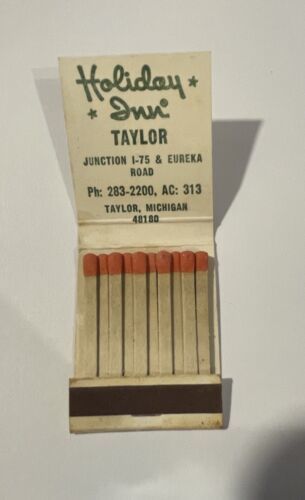 Holiday
Inn®
TAYLOR
JUNCTION I-75 & EUREKA
ROAD
Ph: 283-2200, AC: 313
TAYLOR, MICHIGAN
48180